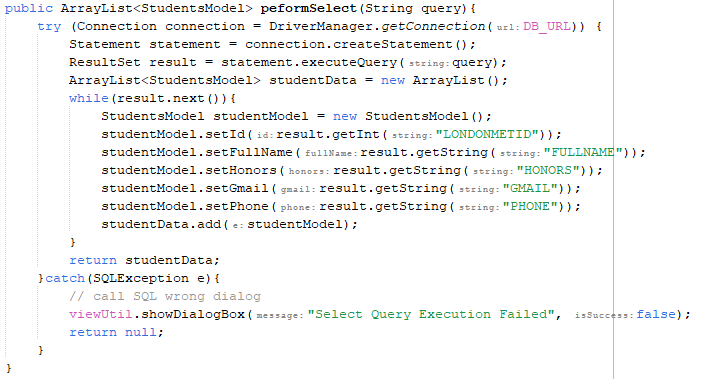 public ArrayList<StudentsModel> peformSelect(String query){
    try (Connection connection = DriverManager.getConnection(url:DB_URL)) {
        Statement statement = connection.createStatement();
        ResultSet result = statement.executeQuery(string:query);
        ArrayList<StudentsModel> studentData = new ArrayList();
        while(result.next()){
            StudentsModel studentModel = new StudentsModel();
            studentModel.setId(id:result.getInt(string:"LONDONMETID"));
            studentModel.setFullName(fullName:result.getString(string:"FULLNAME"));
            studentModel.setHonors(honors:result.getString(string:"HONORS"));
            studentModel.setGmail(gmail:result.getString(string:"GMAIL"));
            studentModel.setPhone(phone:result.getString(string:"PHONE"));
            studentData.add(e:studentModel);
        }
        return studentData;
    }catch(SQLException e){
        // call SQL wrong dialog
        viewUtil.showDialogBox(message:"Select Query Execution Failed", isSuccess:false);
        return null;
    }
}